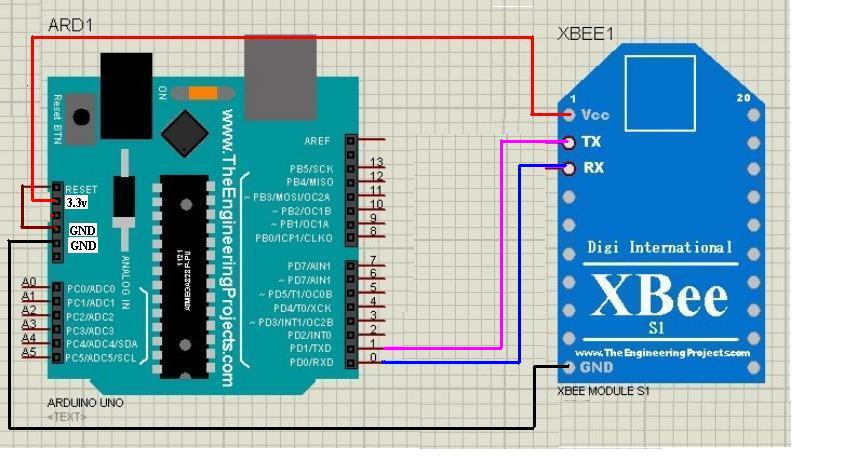 ARD1
XBEE1
ON
Reset BTN
www.TheEngineeringProjects.com
RESET
3.3v
GND
GND
ANALOG IN
A0 PC0/ADC0
A1 PC1/ADC1
A2 PC2/ADC2
A3 PC3/ADC3
A4 PC4/ADC4/SDA
A5 PC5/ADC5/SCL
1121
AREF
PB5/SCK 13
PB4/MISO 12
~ PB3/MOSI/OC2A 11
~ PB2/OC1B 10
~ PB1/OC1A 9
PB0/ICP1/CLKO 8
PD7/AIN1 7
~ PD7/AIN1 6
~ PD5/T1/OC0B 5
PD4/T0/XCK 4
~ PD3/INT1/OC2B 3
PD2/INT0 2
PD1/TXD 1
PD0/RXD 0
ARDUINO UNO
<TEXT>
1 20
Vcc
TX
RX
Digi International
XBee
S1
www.TheEngineeringProjects.com
GND
XBEE MODULE S1